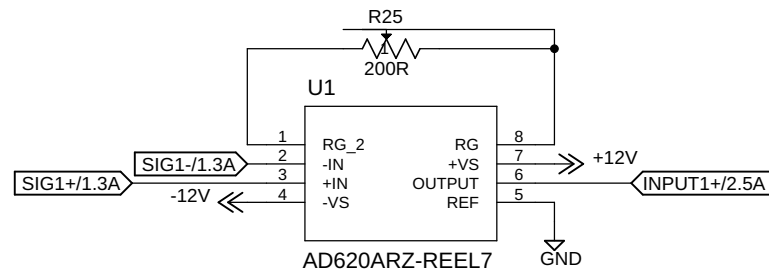 R25
1
200R
U1
1 RG_2 RG 8
SIG1-/1.3A 2 -IN +VS 7 +12V
SIG1+/1.3A 3 +IN OUTPUT 6 INPUT1+/2.5A
-12V 4 -VS REF 5
GND
AD620ARZ-REEL7